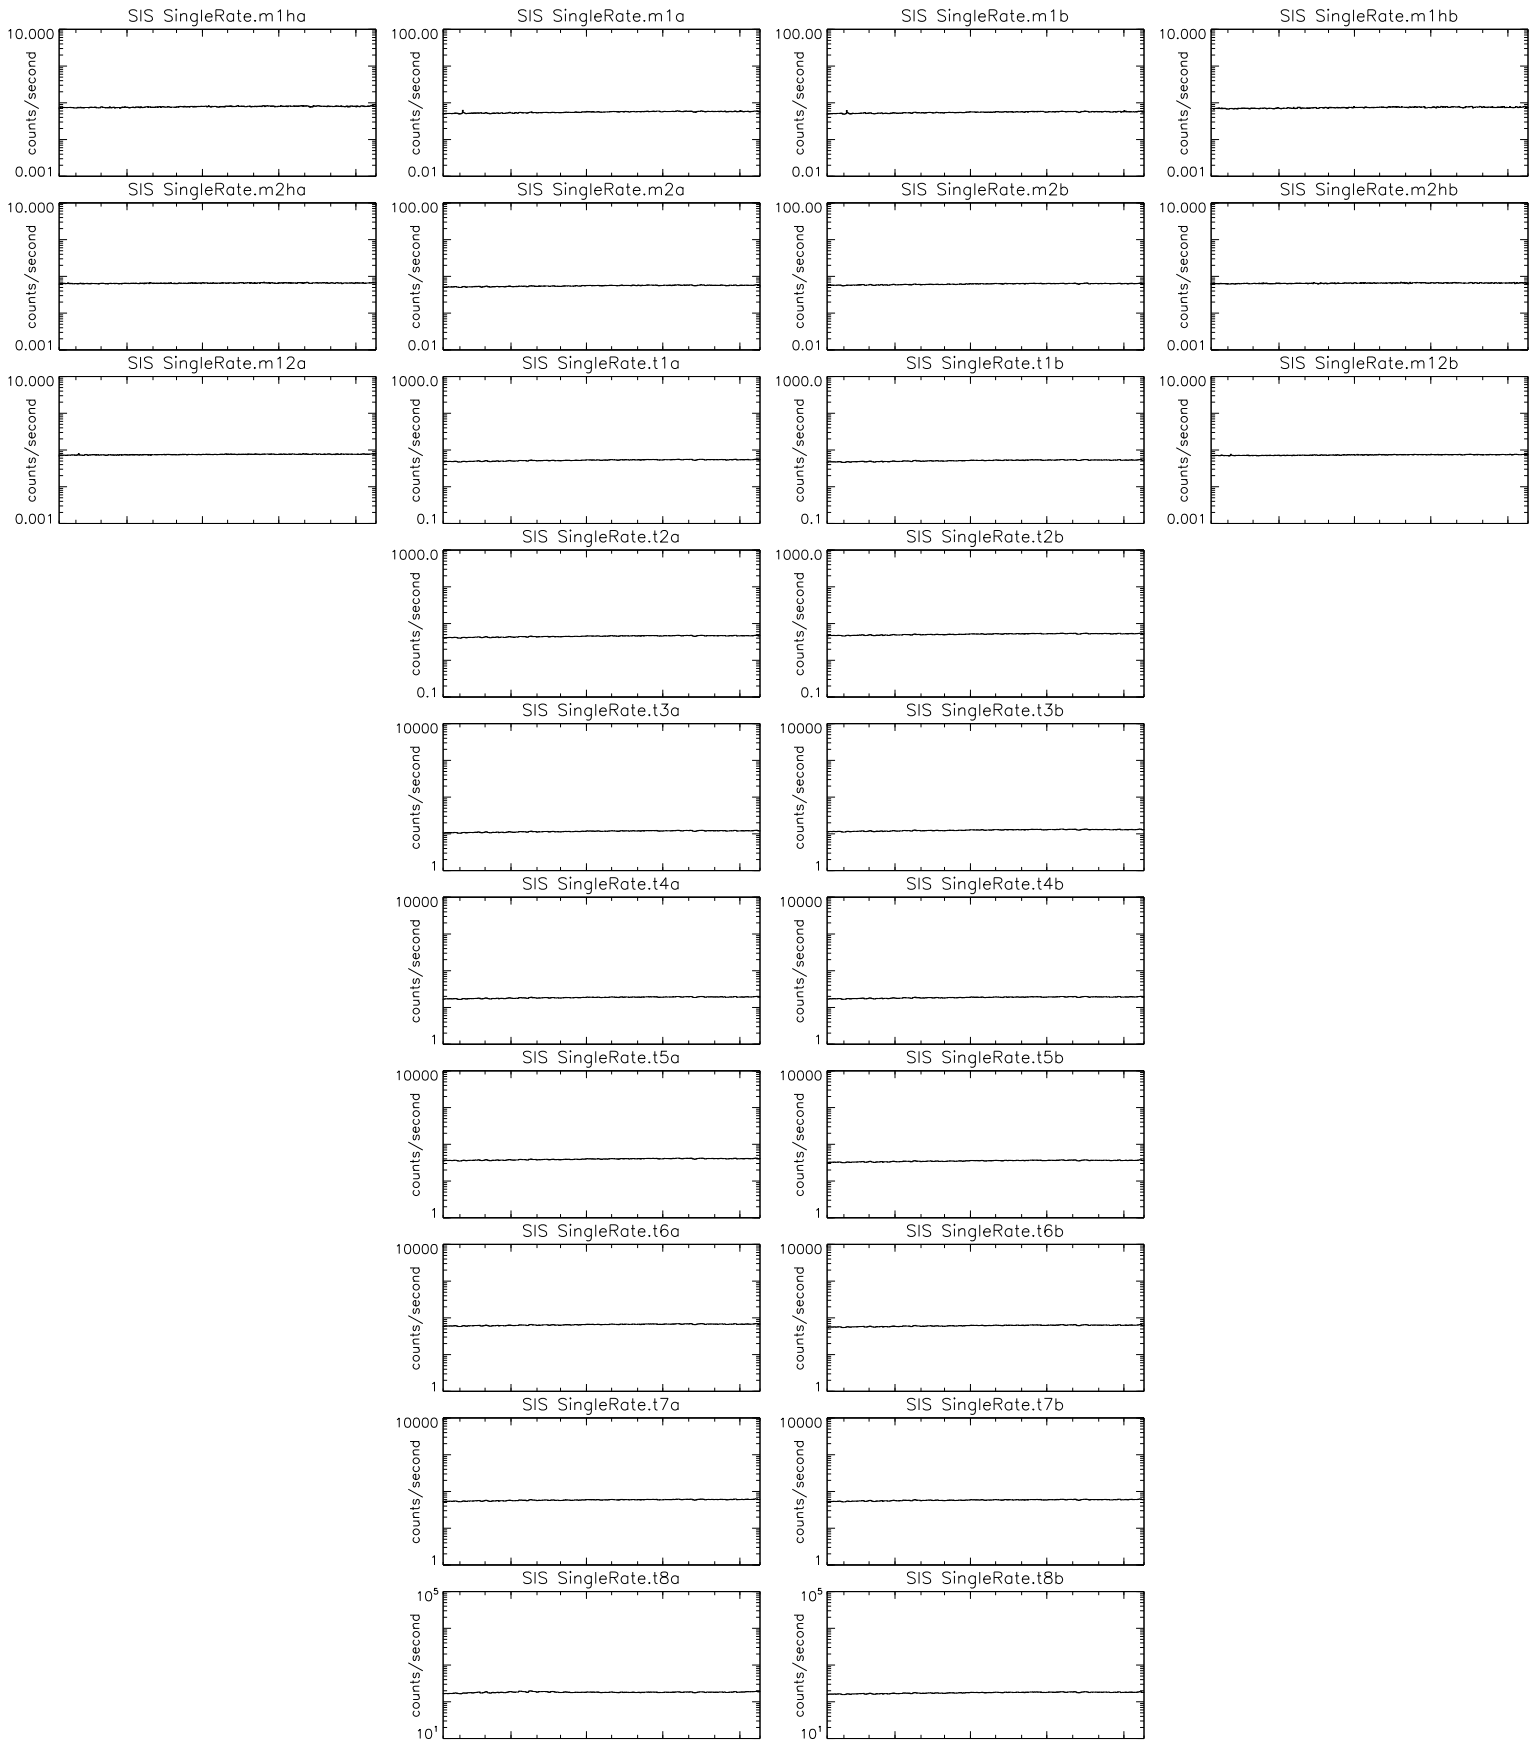 SIS SingleRate.m1ha
SIS SingleRate.m1a
SIS SingleRate.m1b
SIS SingleRate.m1hb
10.000
counts/second
0.001
100.00
counts/second
0.01
100.00
counts/second
0.01
10.000
counts/second
0.001
SIS SingleRate.m2ha
SIS SingleRate.m2a
SIS SingleRate.m2b
SIS SingleRate.m2hb
10.000
counts/second
0.001
100.00
counts/second
0.01
100.00
counts/second
0.01
10.000
counts/second
0.001
SIS SingleRate.m12a
SIS SingleRate.t1a
SIS SingleRate.t1b
SIS SingleRate.m12b
10.000
counts/second
0.001
1000.0
counts/second
0.1
1000.0
counts/second
0.1
10.000
counts/second
0.001
SIS SingleRate.t2a
SIS SingleRate.t2b
1000.0
counts/second
0.1
1000.0
counts/second
0.1
SIS SingleRate.t3a
SIS SingleRate.t3b
10000
counts/second
1
10000
counts/second
1
SIS SingleRate.t4a
SIS SingleRate.t4b
10000
counts/second
1
10000
counts/second
1
SIS SingleRate.t5a
SIS SingleRate.t5b
10000
counts/second
1
10000
counts/second
1
SIS SingleRate.t6a
SIS SingleRate.t6b
10000
counts/second
1
10000
counts/second
1
SIS SingleRate.t7a
SIS SingleRate.t7b
10000
counts/second
1
10000
counts/second
1
SIS SingleRate.t8a
SIS SingleRate.t8b
10⁵
counts/second
10¹
10⁵
counts/second
10¹